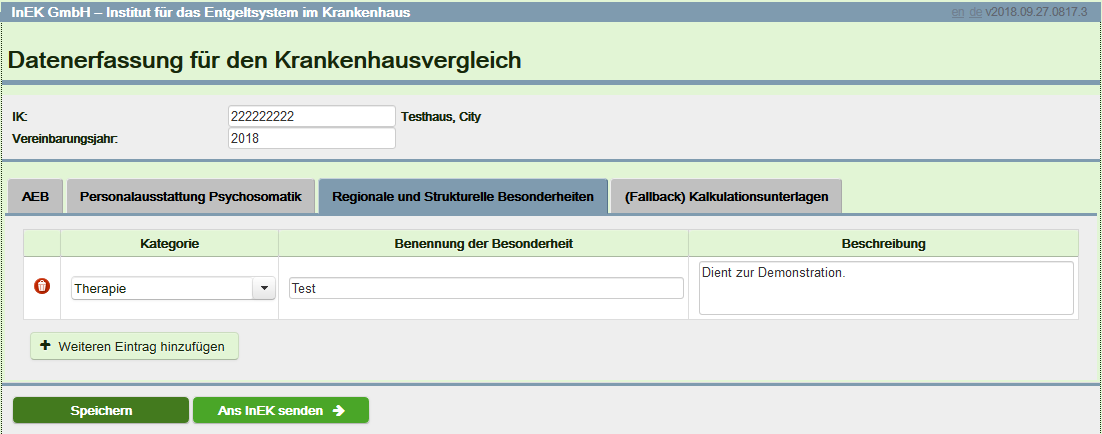 InEK GmbH – Institut für das Entgeltsystem im Krankenhaus en de v2018.09.27.0817.3
Datenerfassung für den Krankenhausvergleich
IK: 222222222 Testhaus, City
Vereinbarungsjahr: 2018
AEB Personalausstattung Psychosomatik Regionale und Strukturelle Besonderheiten (Fallback) Kalkulationsunterlagen
Kategorie Benennung der Besonderheit Beschreibung
Therapie Test Dient zur Demonstration.
Weiteren Eintrag hinzufügen
Speichern Ans InEK senden